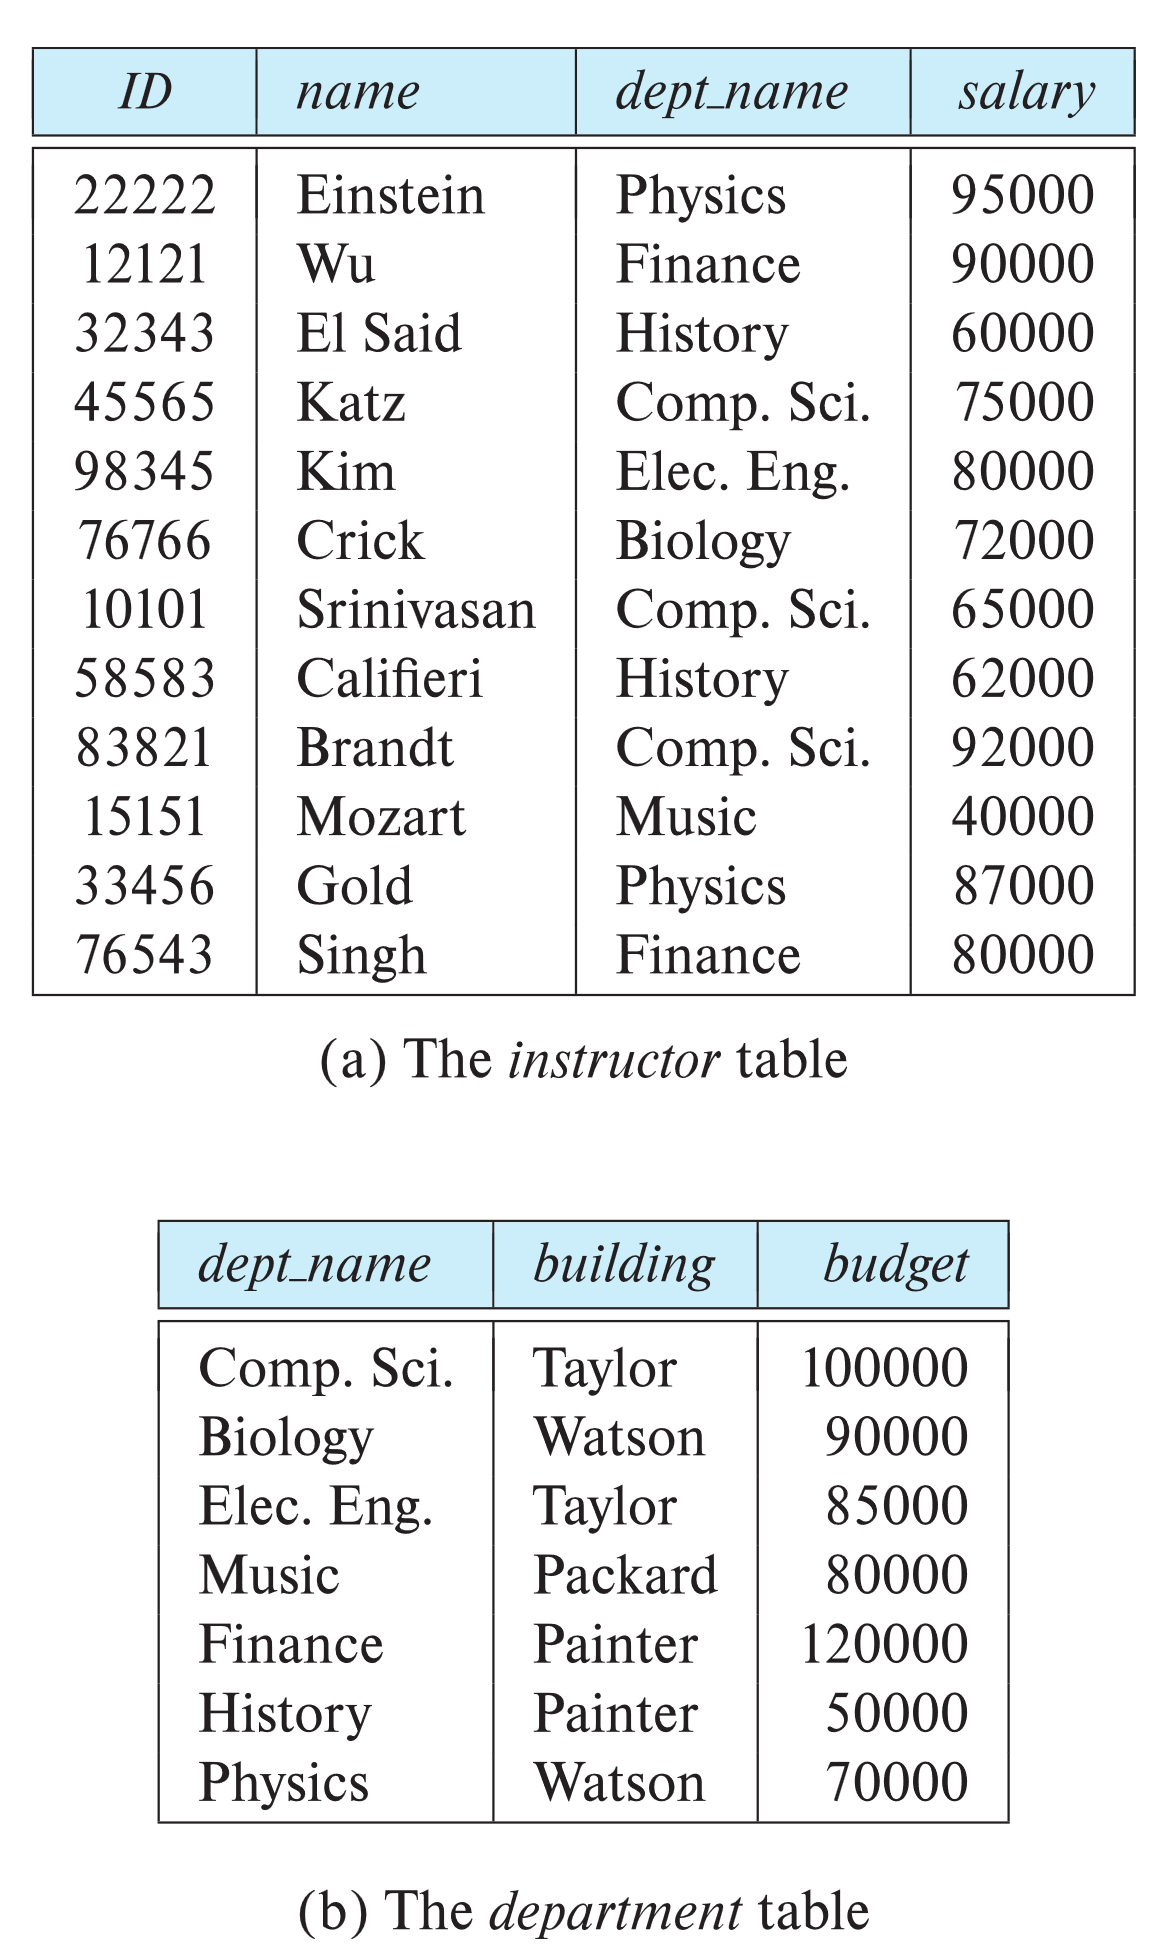 ID name dept_name salary
22222 Einstein Physics 95000
12121 Wu Finance 90000
32343 El Said History 60000
45565 Katz Comp. Sci. 75000
98345 Kim Elec. Eng. 80000
76766 Crick Biology 72000
10101 Srinivasan Comp. Sci. 65000
58583 Califieri History 62000
83821 Brandt Comp. Sci. 92000
15151 Mozart Music 40000
33456 Gold Physics 87000
76543 Singh Finance 80000
(a) The instructor table
dept_name building budget
Comp. Sci. Taylor 100000
Biology Watson 90000
Elec. Eng. Taylor 85000
Music Packard 80000
Finance Painter 120000
History Painter 50000
Physics Watson 70000
(b) The department table